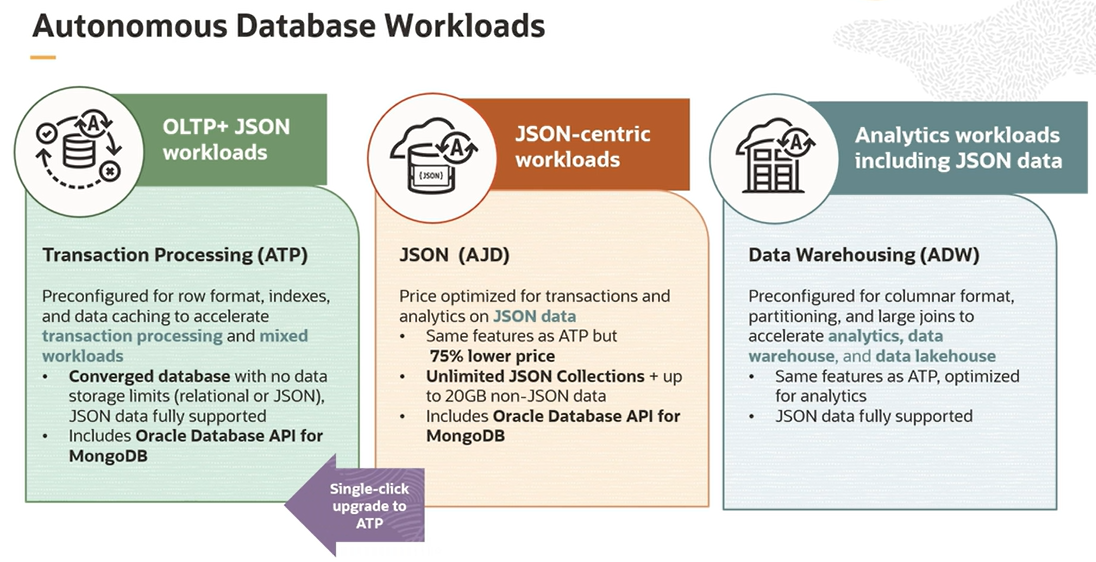 Autonomous Database Workloads
A
OLTP+ JSON
workloads
Transaction Processing (ATP)
Preconfigured for row format, indexes,
and data caching to accelerate
transaction processing and mixed
workloads
• Converged database with no data
storage limits (relational or JSON),
JSON data fully supported
• Includes Oracle Database API for
MongoDB
A
{JSON}
JSON-centric
workloads
JSON (AJD)
Price optimized for transactions and
analytics on JSON data
• Same features as ATP but
75% lower price
• Unlimited JSON Collections + up
to 20GB non-JSON data
• Includes Oracle Database API for
MongoDB
Single-click
upgrade to
ATP
A
Analytics workloads
including JSON data
Data Warehousing (ADW)
Preconfigured for columnar format,
partitioning, and large joins to
accelerate analytics, data
warehouse, and data lakehouse
• Same features as ATP, optimized
for analytics
• JSON data fully supported